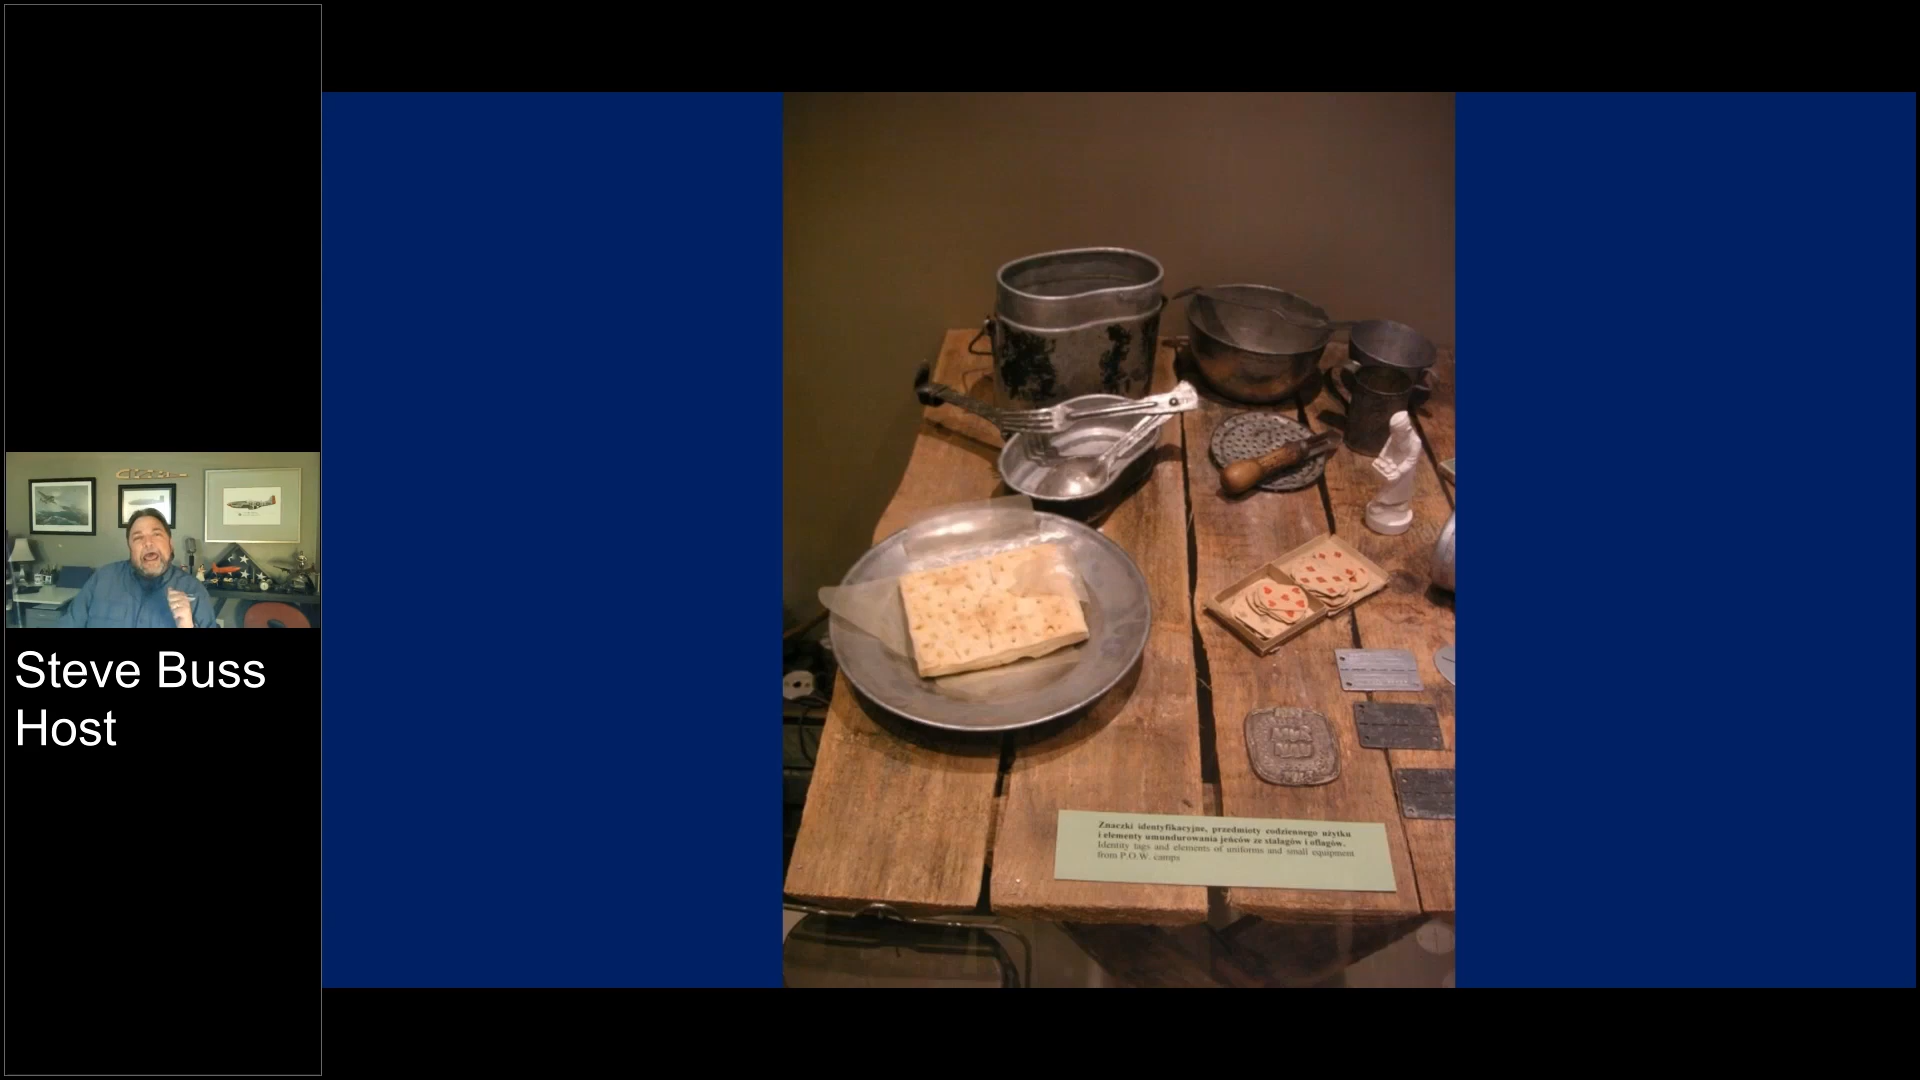 Steve Buss
Host
Znaczki identyfikacyjne, przedmioty codziennego użytku
i elementy umundurowania jeńców ze stalagów i oflagów.
Identity tags and elements of uniforms and small equipment
from P.O.W. camps